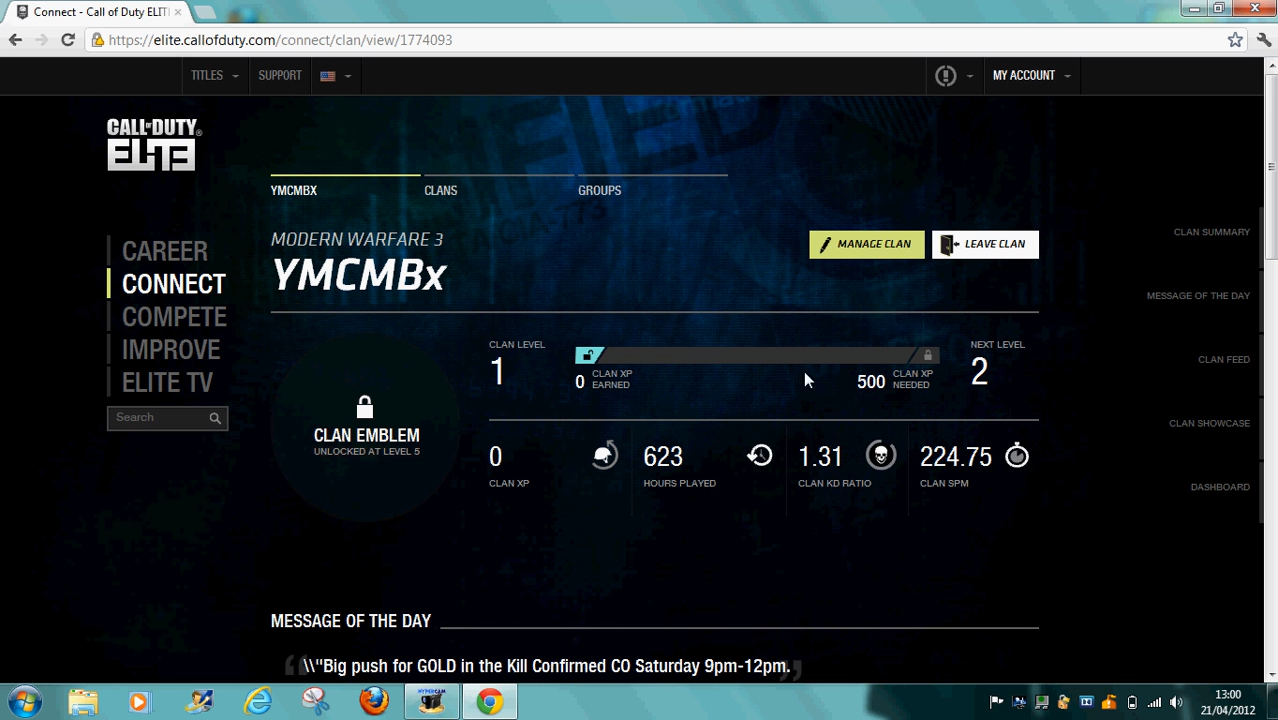 Connect - Call of Duty ELITE
https://elite.callofduty.com/connect/clan/view/1774093
TITLES
SUPPORT
MY ACCOUNT
CALL OF DUTY®
ELITE
YMCMBX
CLANS
GROUPS
MODERN WARFARE 3
YMCMBx
MANAGE CLAN
LEAVE CLAN
CAREER
CONNECT
COMPETE
IMPROVE
ELITE TV
Search
CLAN EMBLEM
UNLOCKED AT LEVEL 5
CLAN LEVEL
1
0 CLAN XP EARNED
500 CLAN XP NEEDED
NEXT LEVEL
2
0
CLAN XP
623
HOURS PLAYED
1.31
CLAN KD RATIO
224.75
CLAN SPM
CLAN SUMMARY
MESSAGE OF THE DAY
CLAN FEED
CLAN SHOWCASE
DASHBOARD
MESSAGE OF THE DAY
\\"Big push for GOLD in the Kill Confirmed CO Saturday 9pm-12pm.
HYPERCAM
13:00
21/04/2012